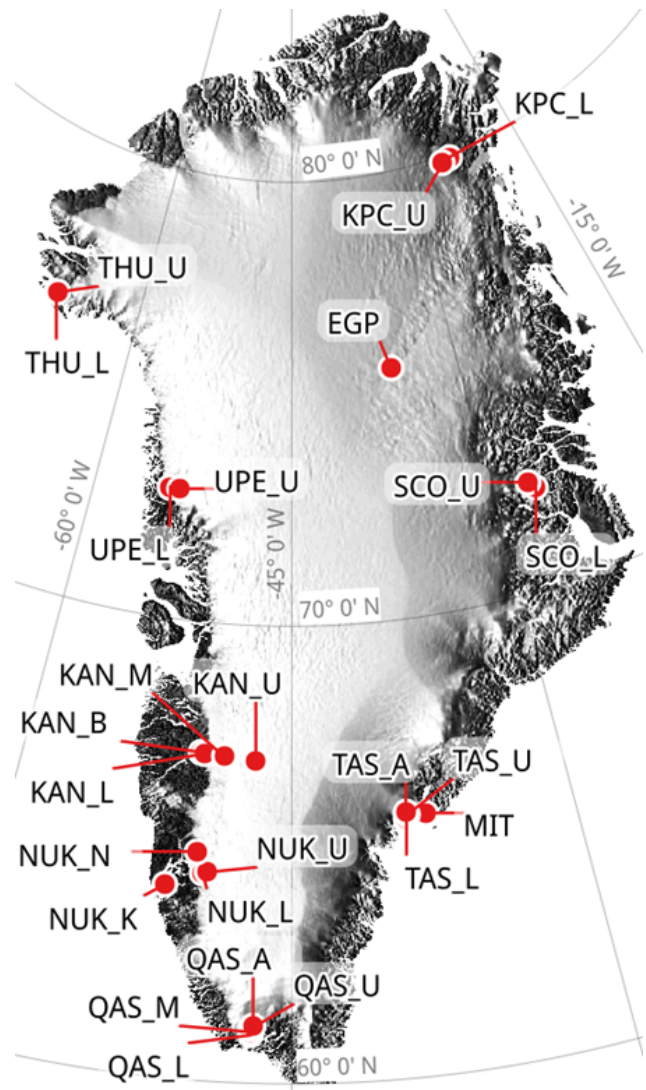 KPC_L
80° 0' N
KPC_U
-15° 0' W
THU_U
EGP
THU_L
-60° 0' W
UPE_U
SCO_U
-45° 0' W
UPE_L
SCO_L
70° 0' N
KAN_M
KAN_U
KAN_B
TAS_A
TAS_U
KAN_L
MIT
NUK_N
NUK_U
TAS_L
NUK_K
NUK_L
QAS_A
QAS_U
QAS_M
QAS_L
60° 0' N